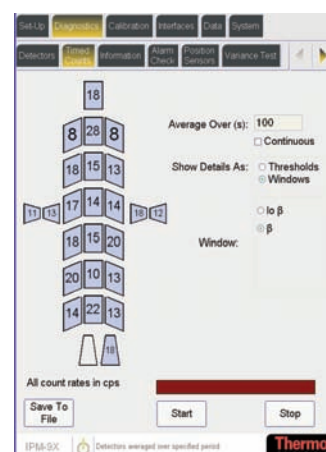 Set-Up Diagnostics Calibration Interfaces Data System
Detectors Timed Counts Information Alarm Check Position Sensors Variance Test
18
8 28 8
Average Over (s): 100
Continuous
18 15 13
Show Details As: Thresholds
Windows
11 13 17 14 14 18 12
lo β
18 15 20
Window: β
20 10 13
14 22 13
18
All count rates in cps
Save To File Start Stop
IPM-9X Detectors averaged over specified period Thermo